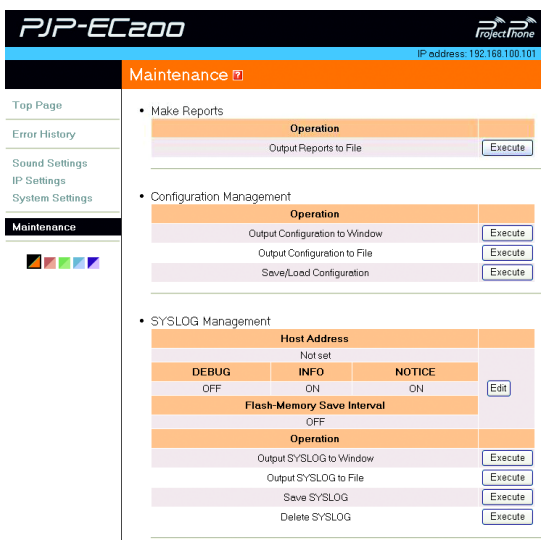 PJP-EC200
ProjectPhone
IP address: 192.168.100.101
Maintenance ?
Top Page
Error History
Sound Settings
IP Settings
System Settings
Maintenance
• Make Reports
Operation
Output Reports to File Execute
• Configuration Management
Operation
Output Configuration to Window Execute
Output Configuration to File Execute
Save/Load Configuration Execute
• SYSLOG Management
Host Address
Not set
DEBUG INFO NOTICE
OFF ON ON Edit
Flash-Memory Save Interval
OFF
Operation
Output SYSLOG to Window Execute
Output SYSLOG to File Execute
Save SYSLOG Execute
Delete SYSLOG Execute